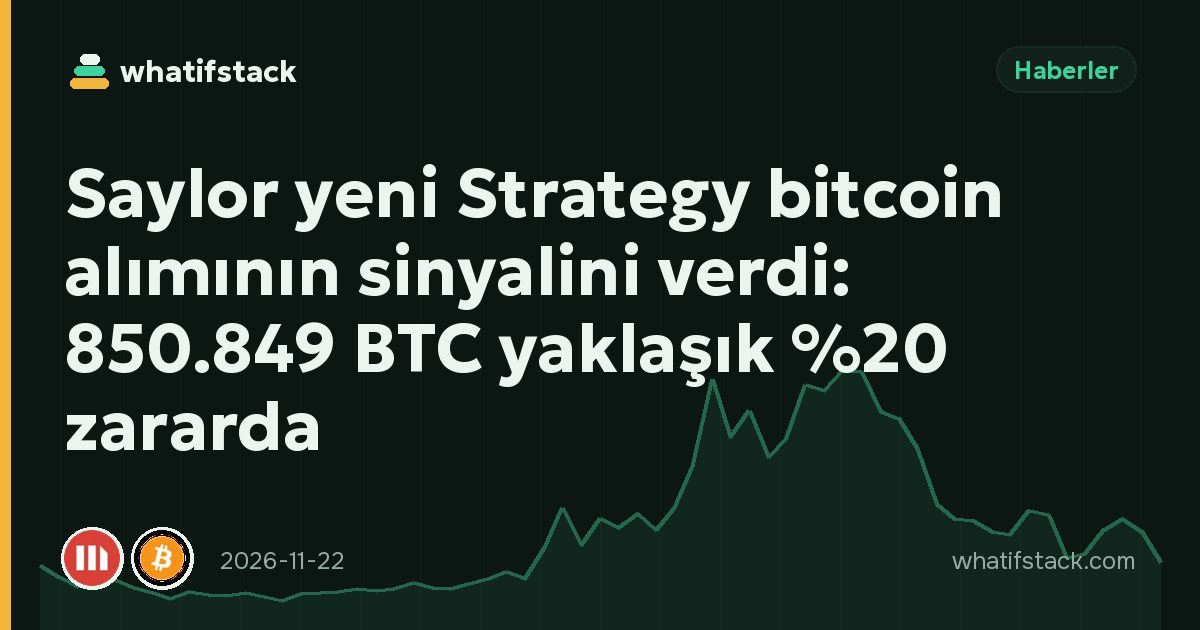 whatifstack
Haberler
Saylor yeni Strategy bitcoin
alımının sinyalini verdi:
850.849 BTC yaklaşık %20
zararda
2026-11-22
whatifstack.com